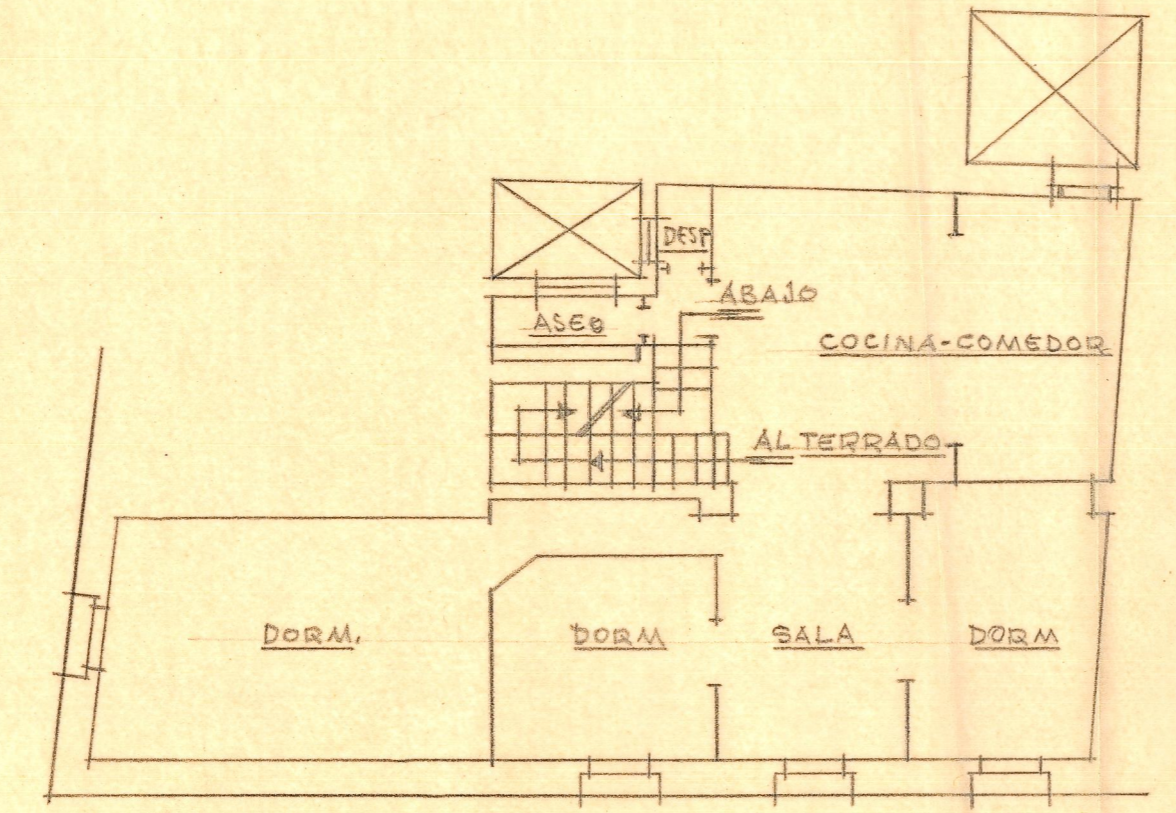 DESP
ABAJO
ASEO
COCINA-COMEDOR
AL TERRADO
DORM.
DORM
SALA
DORM